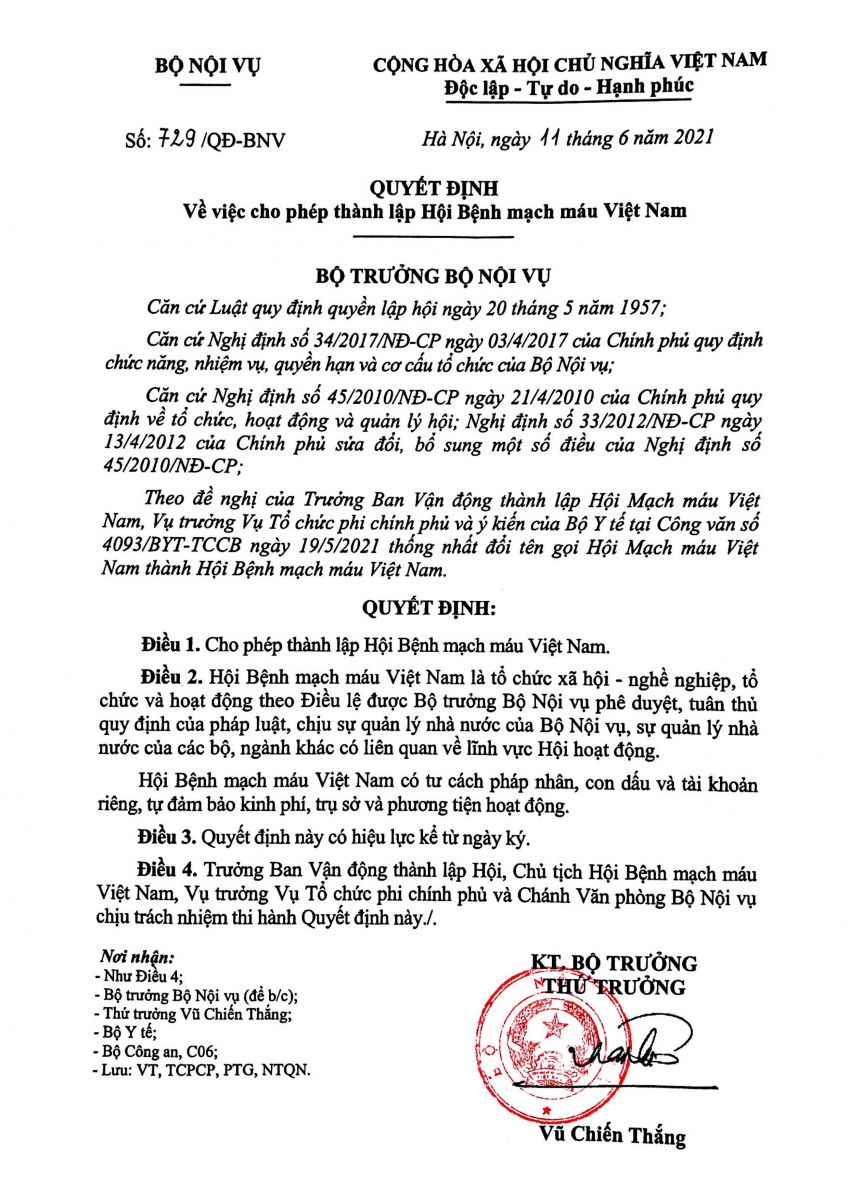 BỘ NỘI VỤ
CỘNG HÒA XÃ HỘI CHỦ NGHĨA VIỆT NAM
Độc lập - Tự do - Hạnh phúc
Số: 729/QĐ-BNV
Hà Nội, ngày 11 tháng 6 năm 2021
QUYẾT ĐỊNH
Về việc cho phép thành lập Hội Bệnh mạch máu Việt Nam
BỘ TRƯỞNG BỘ NỘI VỤ
Căn cứ Luật quy định quyền lập hội ngày 20 tháng 5 năm 1957;
Căn cứ Nghị định số 34/2017/NĐ-CP ngày 03/4/2017 của Chính phủ quy định
chức năng, nhiệm vụ, quyền hạn và cơ cấu tổ chức của Bộ Nội vụ;
Căn cứ Nghị định số 45/2010/NĐ-CP ngày 21/4/2010 của Chính phủ quy
định về tổ chức, hoạt động và quản lý hội; Nghị định số 33/2012/NĐ-CP ngày
13/4/2012 của Chính phủ sửa đổi, bổ sung một số điều của Nghị định số
45/2010/NĐ-CP;
Theo đề nghị của Trưởng Ban Vận động thành lập Hội Mạch máu Việt
Nam, Vụ trưởng Vụ Tổ chức phi chính phủ và ý kiến của Bộ Y tế tại Công văn số
4093/BYT-TCCB ngày 19/5/2021 thống nhất đổi tên gọi Hội Mạch máu Việt
Nam thành Hội Bệnh mạch máu Việt Nam.
QUYẾT ĐỊNH:
Điều 1. Cho phép thành lập Hội Bệnh mạch máu Việt Nam.
Điều 2. Hội Bệnh mạch máu Việt Nam là tổ chức xã hội - nghề nghiệp, tổ
chức và hoạt động theo Điều lệ được Bộ trưởng Bộ Nội vụ phê duyệt, tuân thủ
quy định của pháp luật, chịu sự quản lý nhà nước của Bộ Nội vụ, sự quản lý nhà
nước của các bộ, ngành khác có liên quan về lĩnh vực Hội hoạt động.
Hội Bệnh mạch máu Việt Nam có tư cách pháp nhân, con dấu và tài khoản
riêng, tự đảm bảo kinh phí, trụ sở và phương tiện hoạt động.
Điều 3. Quyết định này có hiệu lực kể từ ngày ký.
Điều 4. Trưởng Ban Vận động thành lập Hội, Chủ tịch Hội Bệnh mạch máu
Việt Nam, Vụ trưởng Vụ Tổ chức phi chính phủ và Chánh Văn phòng Bộ Nội vụ
chịu trách nhiệm thi hành Quyết định này./.
Nơi nhận:
- Như Điều 4;
- Bộ trưởng Bộ Nội vụ (để b/c);
- Thứ trưởng Vũ Chiến Thắng;
- Bộ Y tế;
- Bộ Công an, C06;
- Lưu: VT, TCPCP, PTG, NTQN.
KT. BỘ TRƯỞNG
THỨ TRƯỞNG
Vũ Chiến Thắng